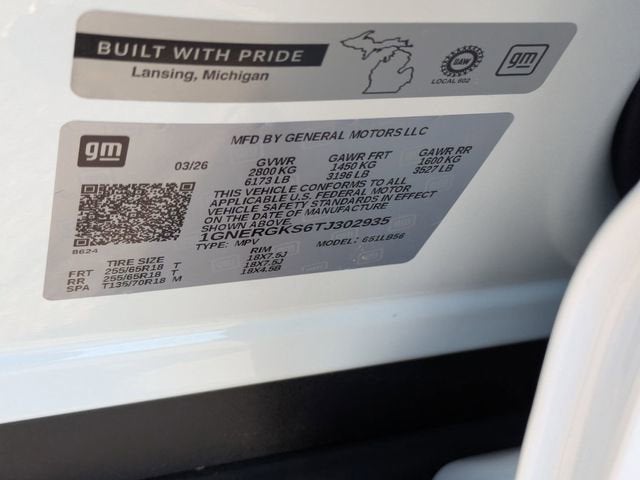 BUILT WITH PRIDE
Lansing, Michigan
UAW
LOCAL 602
gm
gm
MFD BY GENERAL MOTORS LLC
03/26 GVWR GAWR FRT GAWR RR
2800 KG 1450 KG 1600 KG
6173 LB 3196 LB 3527 LB
THIS VEHICLE CONFORMS TO ALL
APPLICABLE U.S. FEDERAL MOTOR
VEHICLE SAFETY STANDARDS IN EFFECT
ON THE DATE OF MANUFACTURE
SHOWN ABOVE.
1GNERGKS6TJ302935
B624
TYPE: MPV MODEL: 651LB56
TIRE SIZE RIM
FRT 255/65R18 T 18X7.5J
RR 255/65R18 T 18X7.5J
SPA T135/70R18 M 18X4.5B